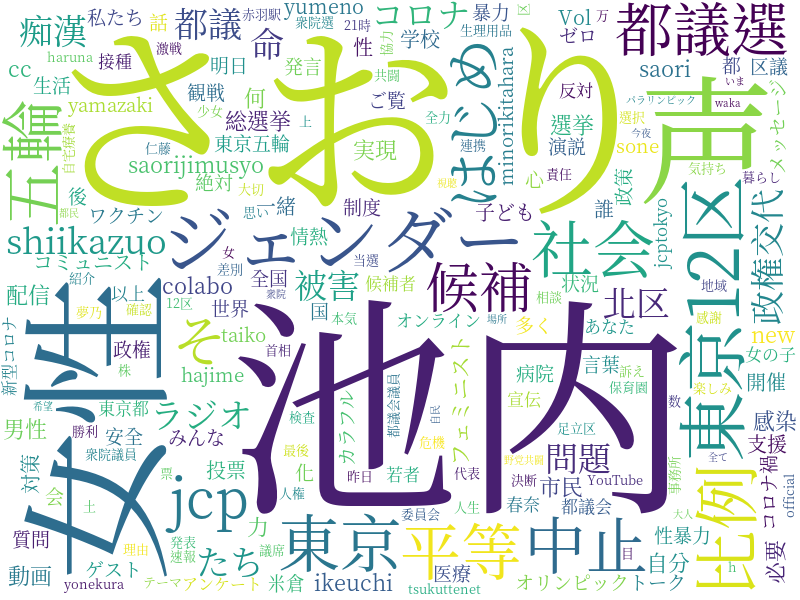 私たち
都議
赤羽駅
yumeno
衆院選
21時
コロナ
暴力
Vol
万
区
都議選
痴漢
話
激戦
命
性
学校
生理用品
ゼロ
協力
haruna
接種
cc
生活
明日
発言
共闘
saori
都
区議
いま
yamazaki
観戦
何
ご覧
はじめ
minorikitahara
反対
パラリンピック
waka
さおり
声
五輪
自宅療養
仁藤
少女
総選挙
上
全力
選挙
選択
今夜
メッセージ
東京五輪
実現
連携
演説
sone
気持ち
saorijimusyo
絶対
大切
心
責任
政策
暮らし
後
都民
ワクチン
思い
視聴
一緒
制度
子ども
誰
jcptokyo
東京12区
政権交代
shiikazuo
ジェンダー
女
情熱
当選
社会
コミュニスト
差別
紹介
colabo
全国
衆院
被害
候補者
候補
状況
相談
北区
地域
配信
以上
12区
世界
国
本気
オンライン
場所
多く
あなた
感謝
new
夢乃
確認
そ
taiko
新型コロナ
政権
株
hajime
首相
女性
池内
言葉
訴え
女の子
病院
保育園
楽しみ
開催
東京都
ラジオ
カラフル
都議会議員
自民
フェミニスト
宣伝
数
男性
勝利
安全
みんな
希望
検査
足立区
感染
衆院議員
対策
票
投票
最後
危機
野党共闘
問題
支援
全て
事務所
会
土
jcp
化
昨日
若者
代表
決断
YouTube
市民
比例
コロナ禍
人権
力
人生
春奈
都議会
必要
official
質問
発表
速報
議席
東京
委員会
平等
中止
目
性暴力
自分
h
大人
動画
ゲスト
理由
たち
医療
yonekura
テーマ
アンケート
米倉
ikeuchi
tsukuttenet
オリンピック
トーク